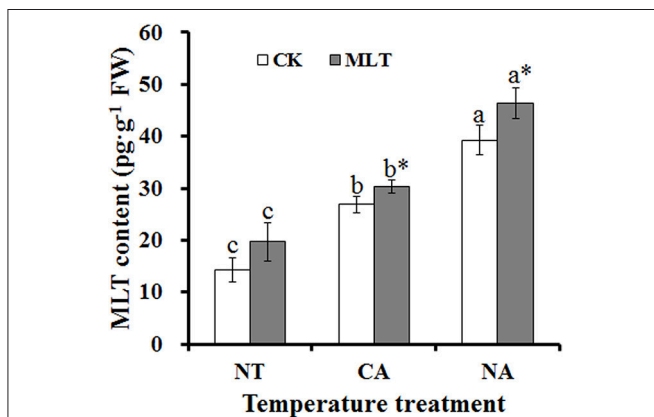 60
50
40
30
20
10
0
MLT content (pg·g⁻¹ FW)
CK MLT
c
c
b
b*
a
a*
NT CA NA
Temperature treatment